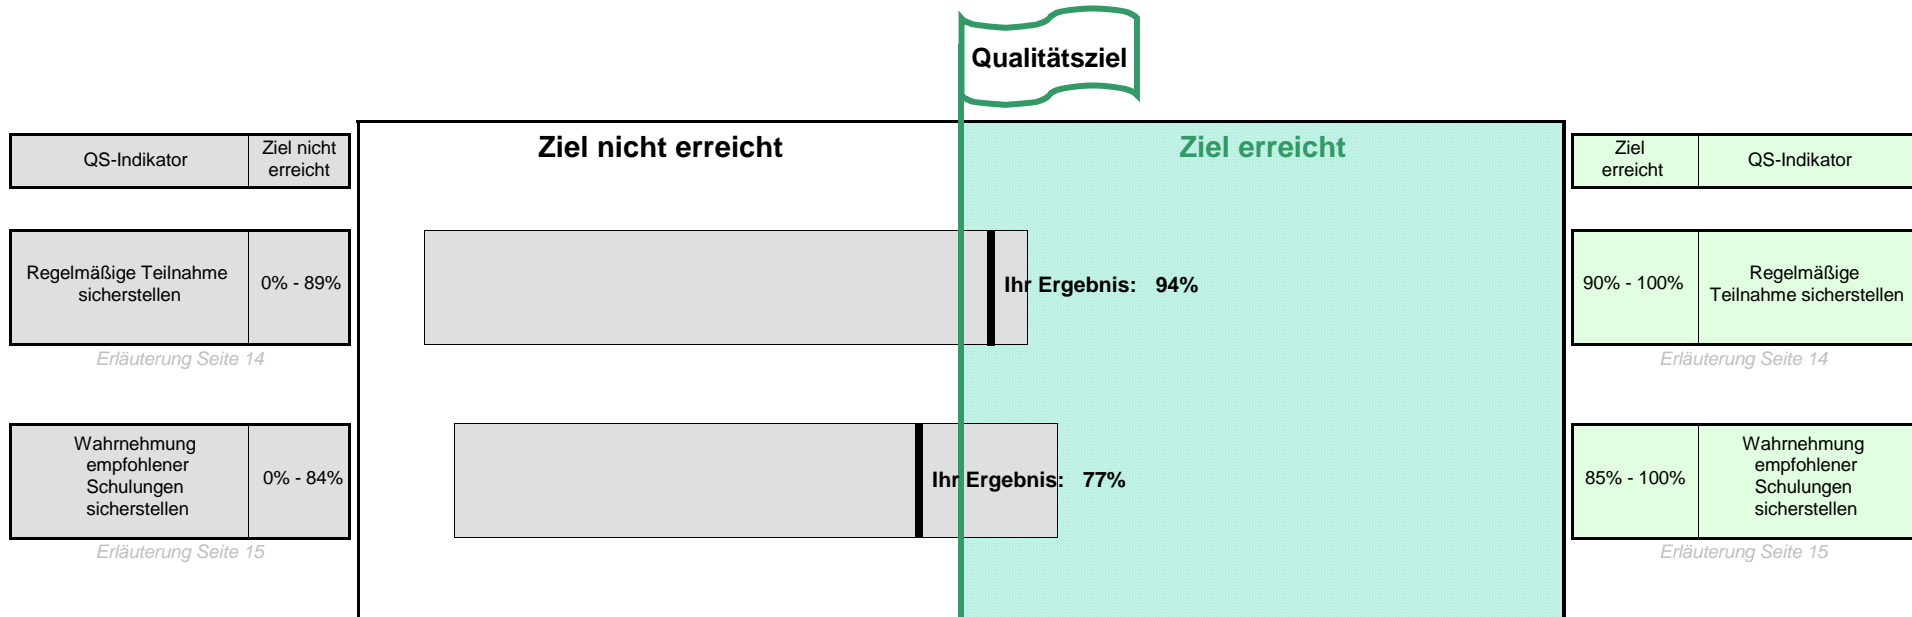 Qualitätsziel
Ziel nicht erreicht
Ziel erreicht
QS-Indikator
Ziel nicht
erreicht
Ziel
erreicht
QS-Indikator
Regelmäßige Teilnahme
sicherstellen
0% - 89%
Ihr Ergebnis: 94%
90% - 100%
Regelmäßige
Teilnahme sicherstellen
Erläuterung Seite 14
Erläuterung Seite 14
Wahrnehmung
empfohlener
Schulungen
sicherstellen
0% - 84%
Ihr Ergebnis: 77%
85% - 100%
Wahrnehmung
empfohlener
Schulungen
sicherstellen
Erläuterung Seite 15
Erläuterung Seite 15